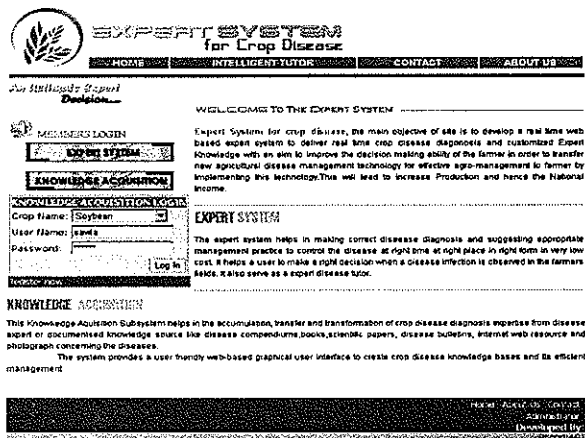 EXPERT SYSTEM
for Crop Disease
HOME INTELLIGENT-TUTOR CONTACT ABOUT US
An Ultimate Expert
Decision....
WELCOME TO THE EXPERT SYSTEM
MEMBERS LOGIN
EXPERT SYSTEM
KNOWLEDGE ACQUISITION
KNOWLEDGE ACQUISITION LOGIN
Crop Name: Soybean
User Name: sawla
Password:
Log In
Expert System for crop disease, the main objective of site is to develop a real time web
based expert system to deliver real time crop disease diagnosis and customized Expert
Knowledge with an aim to improve the decision making ability of the farmer in order to transfer
new agricultural disease management technology for effective agro-management to farmer by
implementing this technology.This will lead to increase Production and hence the National
Income.
EXPERT SYSTEM
The expert system helps in making correct disease diagnosis and suggesting appropriate
management practice to control the disease at right time at right place in right form in very low
cost. It helps a user to make a right decision when a disease infection is observed in the farmers
fields. It also serve as a expert disease tutor.
KNOWLEDGE ACQUISITION
This Knowledge Aquisition Subsystem helps in the accumulation, transfer and transformation of crop disease diagnosis expertise from disease
expert or documentised knowledge source like disease compendiums,books,scientific papers, disease bulletins, internet web resource and
photograph concerning the diseases.
The system provides a user friendly web-based graphical user interface to create crop disease knowledge bases and its efficient
management
Home About Us Contact
Administrator
Developed By